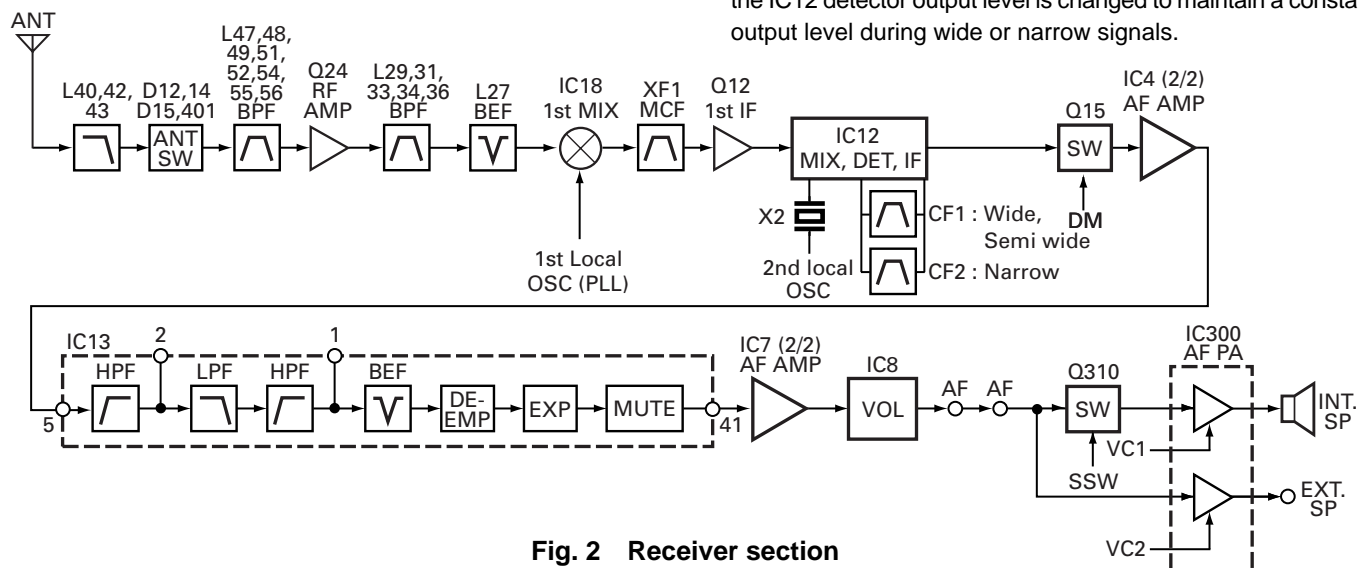 the IC12 detector output level is changed to maintain a consta
output level during wide or narrow signals.
ANT
L40,42,
43
D12,14
D15,401
ANT
SW
L47,48,
49,51,
52,54,
55,56
BPF
Q24
RF
AMP
L29,31,
33,34,36
BPF
L27
BEF
IC18
1st MIX
1st Local
OSC (PLL)
XF1
MCF
Q12
1st IF
IC12
MIX, DET, IF
X2
2nd local
OSC
CF1 : Wide,
Semi wide
CF2 : Narrow
Q15
SW
DM
IC4 (2/2)
AF AMP
IC13
5
HPF
2
LPF
HPF
1
BEF
DE-
EMP
EXP
MUTE
41
IC7 (2/2)
AF AMP
IC8
VOL
AF
AF
Q310
SW
SSW
IC300
AF PA
VC1
INT.
SP
VC2
EXT.
SP
Fig. 2 Receiver section